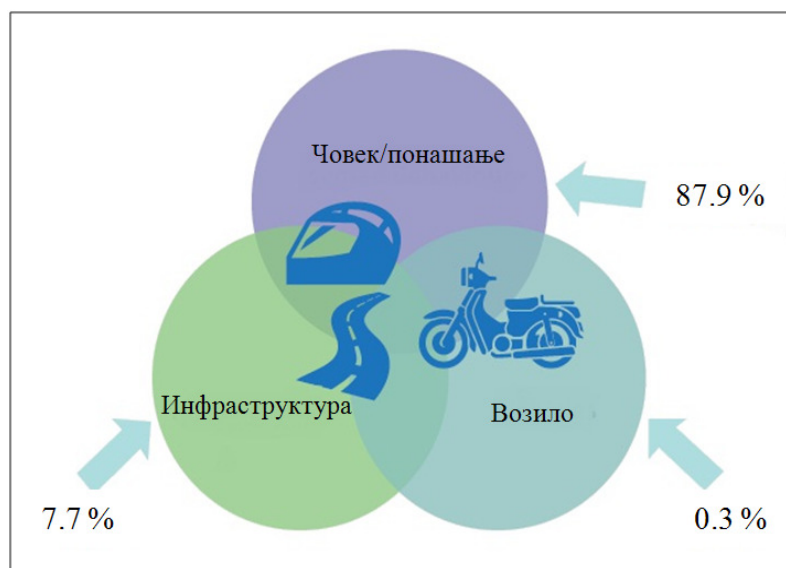 Човек/понашање
87.9 %
Инфраструктура
Возило
7.7 %
0.3 %